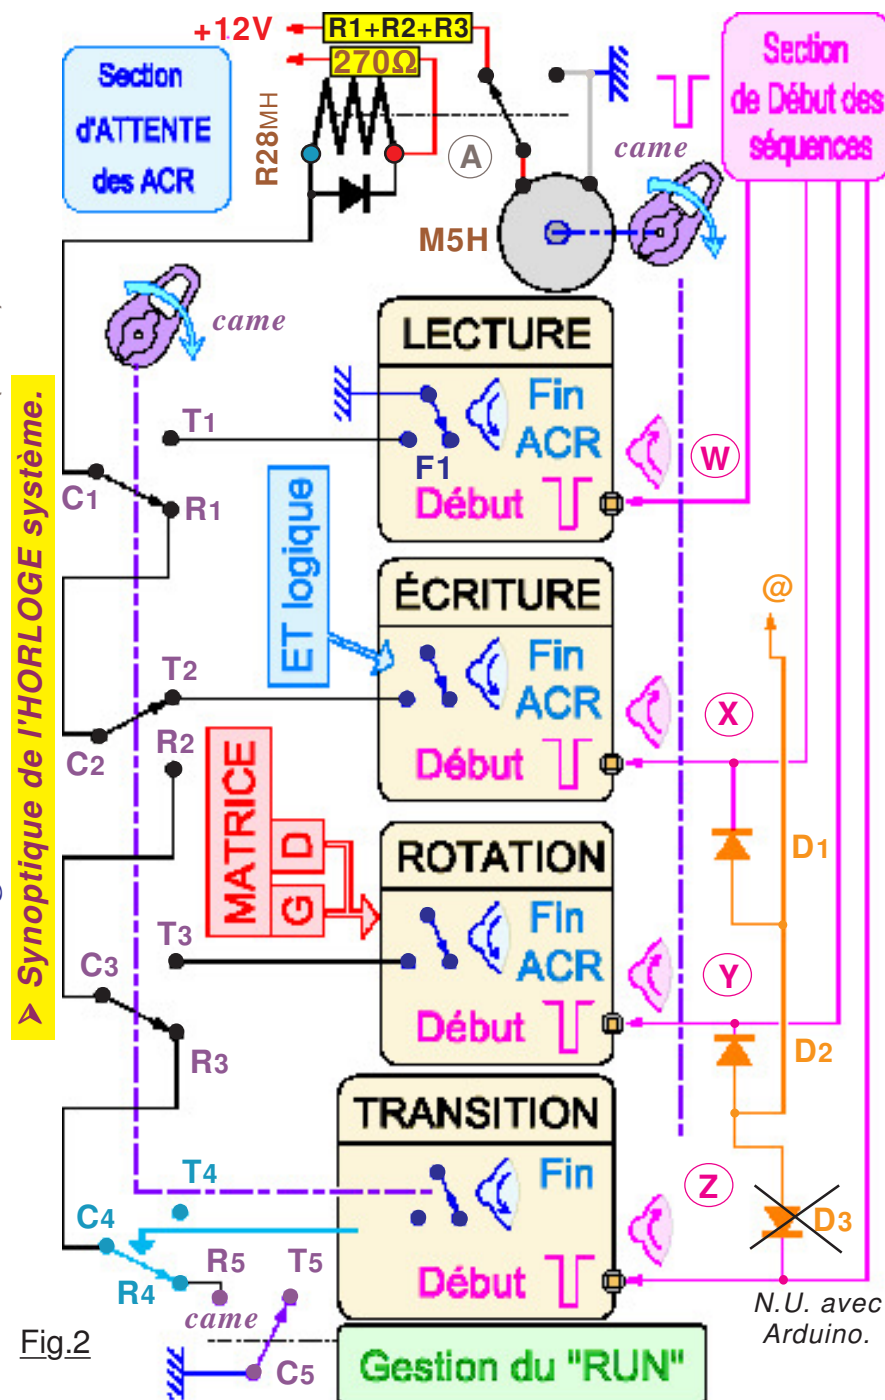 +12V
R1+R2+R3
270Ω
Section
d'ATTENTE
des ACR
R28MH
A
came
Section
de Début des
séquences
M5H
came
➤ Synoptique de l'HORLOGE système.
LECTURE
Fin
ACR
F1
Début
T1
C1
R1
W
ET logique
ÉCRITURE
Fin
ACR
Début
T2
R2
C2
X
@
D1
MATRICE
G
D
ROTATION
Fin
ACR
Début
T3
C3
R3
Y
D2
TRANSITION
Fin
Début
T4
C4
R4
R5
T5
came
C5
Z
D3
N.U. avec
Arduino.
Fig.2
Gestion du "RUN"